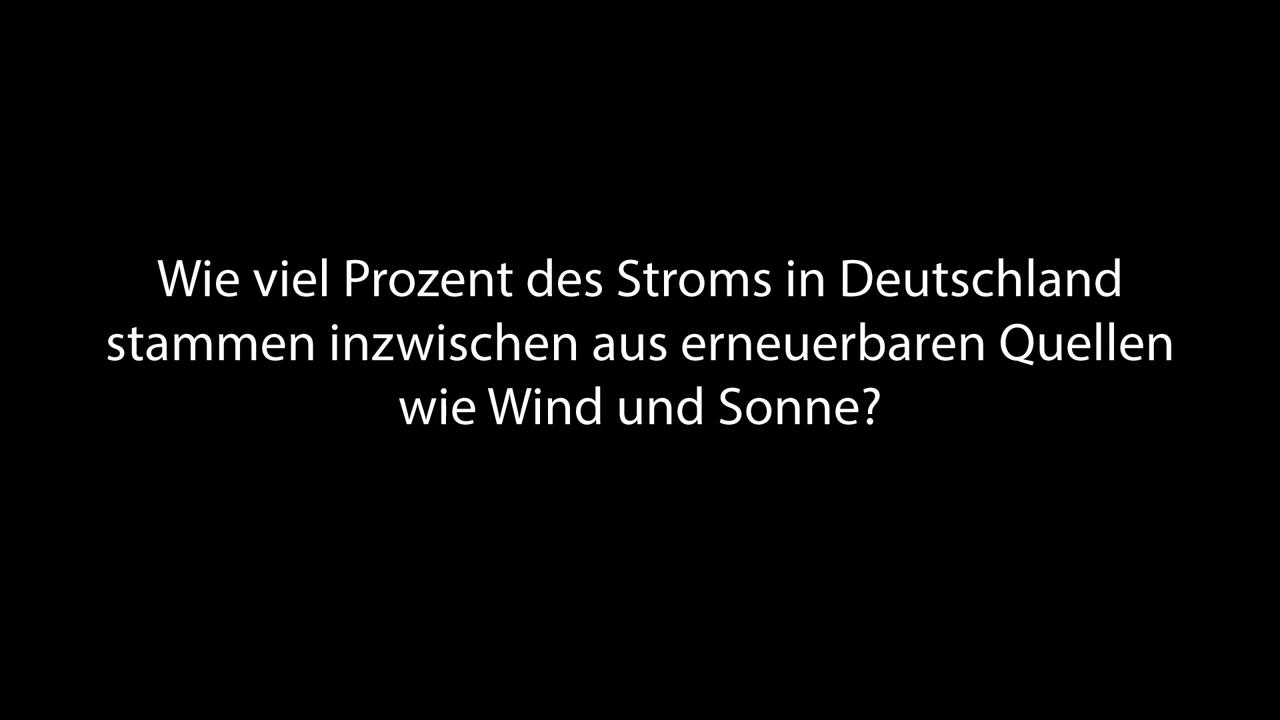 Wie viel Prozent des Stroms in Deutschland
stammen inzwischen aus erneuerbaren Quellen
wie Wind und Sonne?